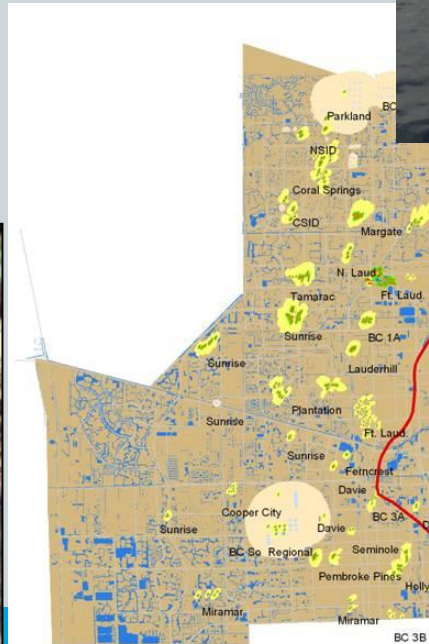 BC
Parkland
NSID
Coral Springs
CSID
Margate
N. Laud.
Ft. Laud.
Tamarac
Sunrise
BC 1A
Sunrise
Lauderhill
Plantation
Sunrise
Ft. Laud.
Sunrise
Ferncrest
Davie
Cooper City
BC 3A
Sunrise
Davie
D
BC So. Regional
Seminole
Pembroke Pines
Holly
Miramar
Miramar
BC 3B